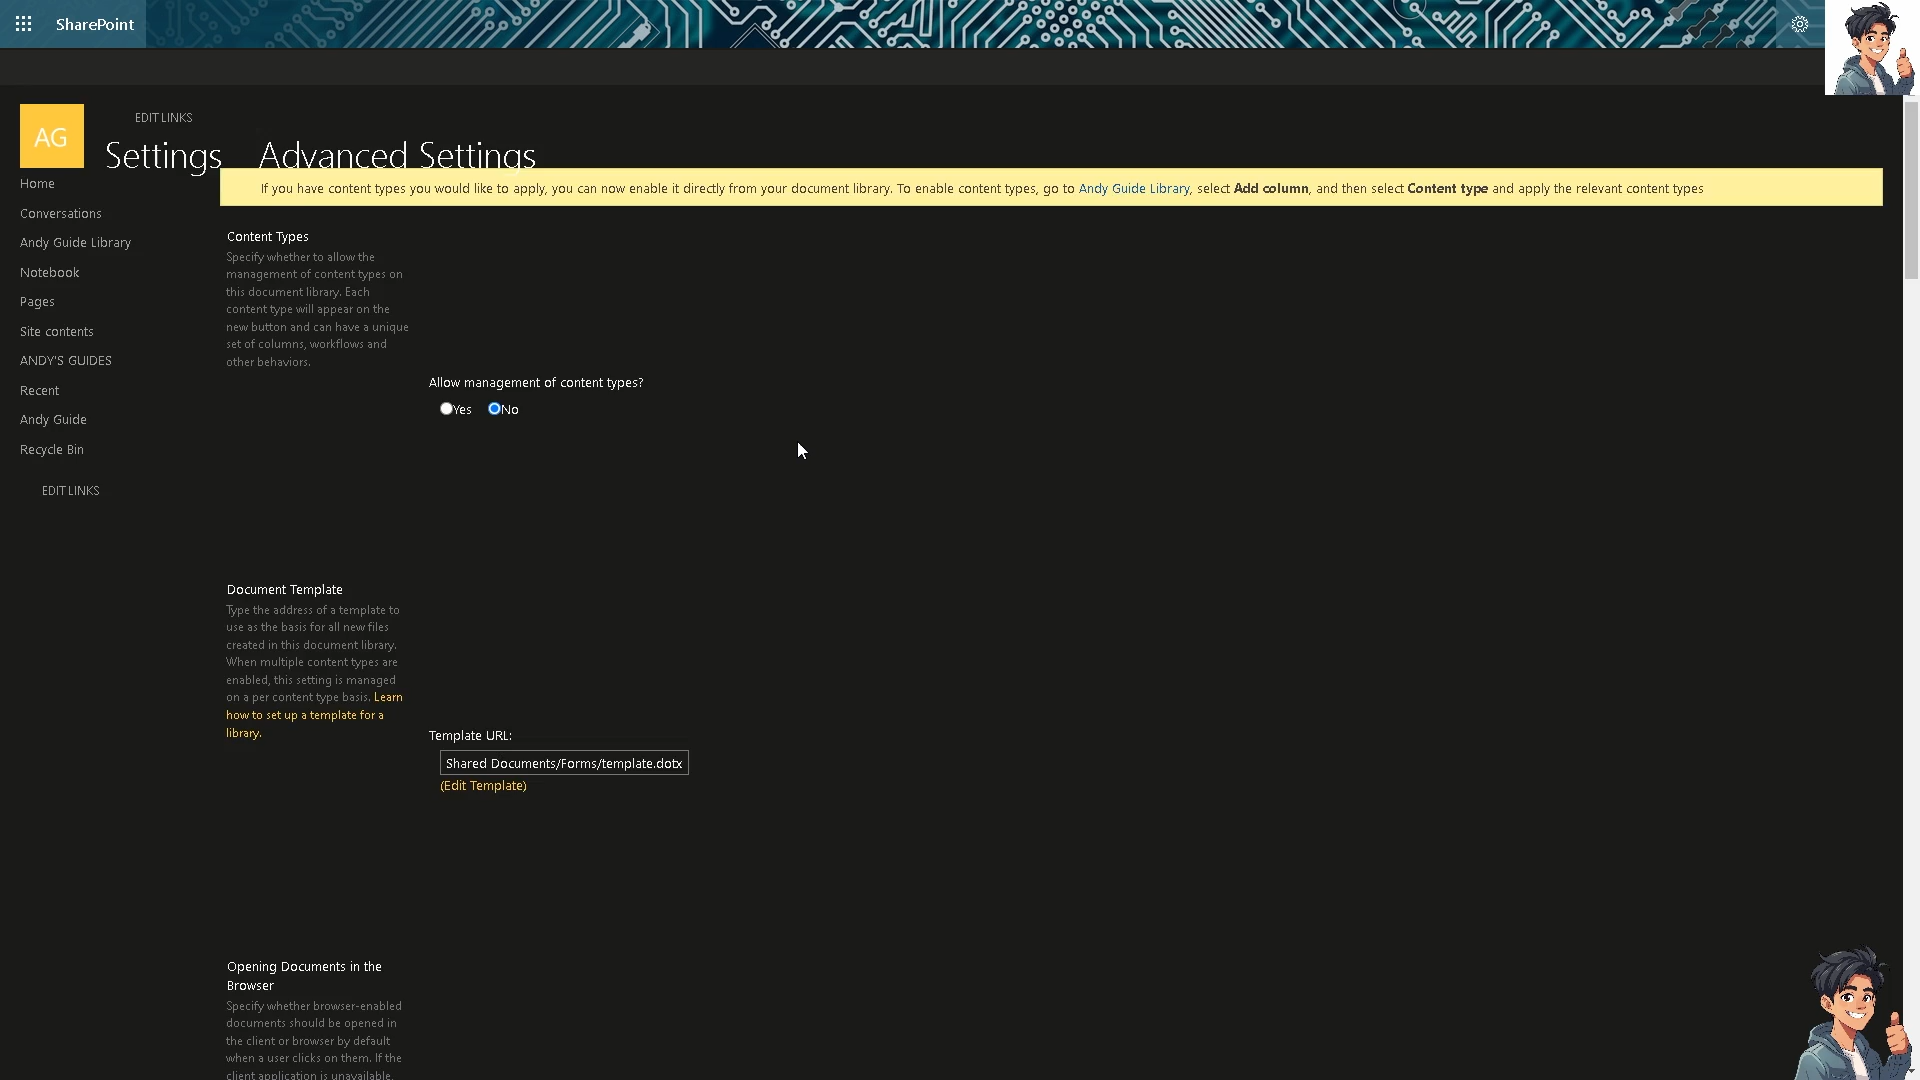 SharePoint
AG
EDIT LINKS
Settings Advanced Settings
If you have content types you would like to apply, you can now enable it directly from your document library. To enable content types, go to Andy Guide Library, select Add column, and then select Content type and apply the relevant content types
Home
Conversations
Andy Guide Library
Notebook
Pages
Site contents
ANDY'S GUIDES
Recent
Andy Guide
Recycle Bin
EDIT LINKS
Content Types
Specify whether to allow the
management of content types on
this document library. Each
content type will appear on the
new button and can have a unique
set of columns, workflows and
other behaviors.
Allow management of content types?
Yes No
Document Template
Type the address of a template to
use as the basis for all new files
created in this document library.
When multiple content types are
enabled, this setting is managed
on a per content type basis. Learn
how to set up a template for a
library.
Template URL:
Shared Documents/Forms/template.dotx
(Edit Template)
Opening Documents in the
Browser
Specify whether browser-enabled
documents should be opened in
the client or browser by default
when a user clicks on them. If the
client application is unavailable,